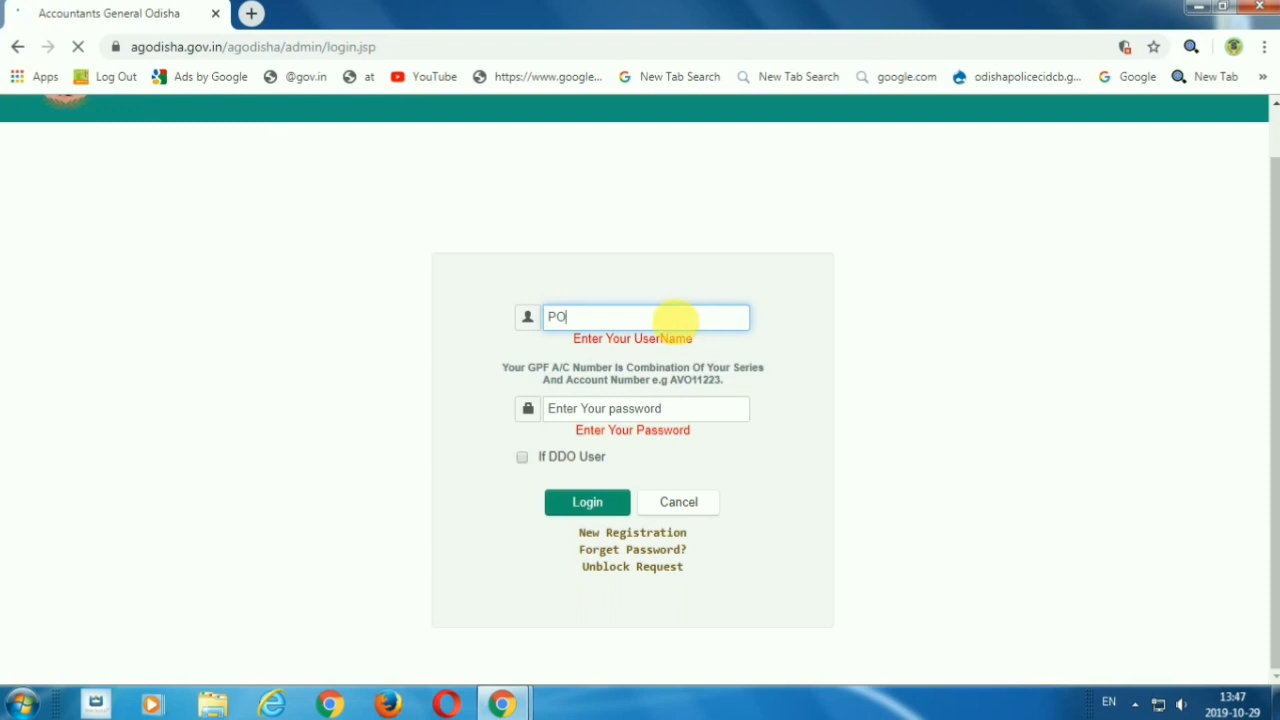 Accountants General Odisha
agodisha.gov.in/agodisha/admin/login.jsp
Apps Log Out Ads by Google @gov.in at YouTube https://www.google... New Tab Search New Tab Search google.com odishapolicecidcb.g... Google New Tab »
PO
Enter Your UserName
Your GPF A/C Number Is Combination Of Your Series
And Account Number e.g AVO11223.
Enter Your password
Enter Your Password
If DDO User
Login Cancel
New Registration
Forget Password?
Unblock Request
EN 13:47
2019-10-29